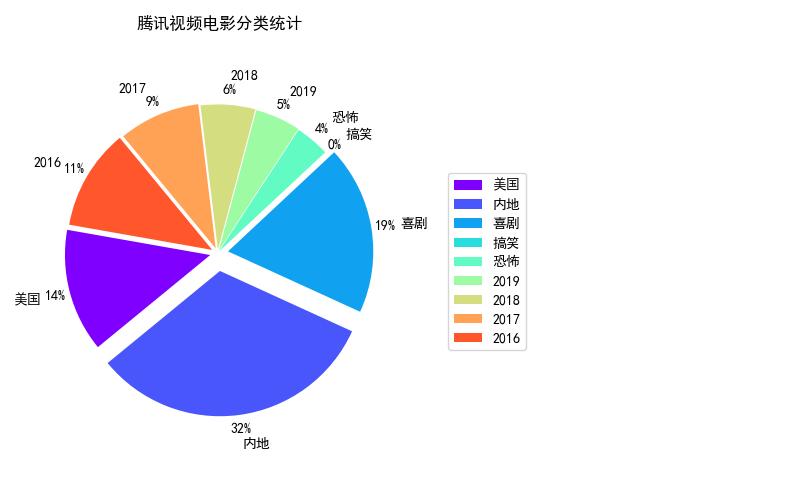 腾讯视频电影分类统计
2018
6%
2017
9%
2019
5%
恐怖
4%
搞笑
0%
2016
11%
喜剧
19%
美国
14%
内地
32%
美国
内地
喜剧
搞笑
恐怖
2019
2018
2017
2016